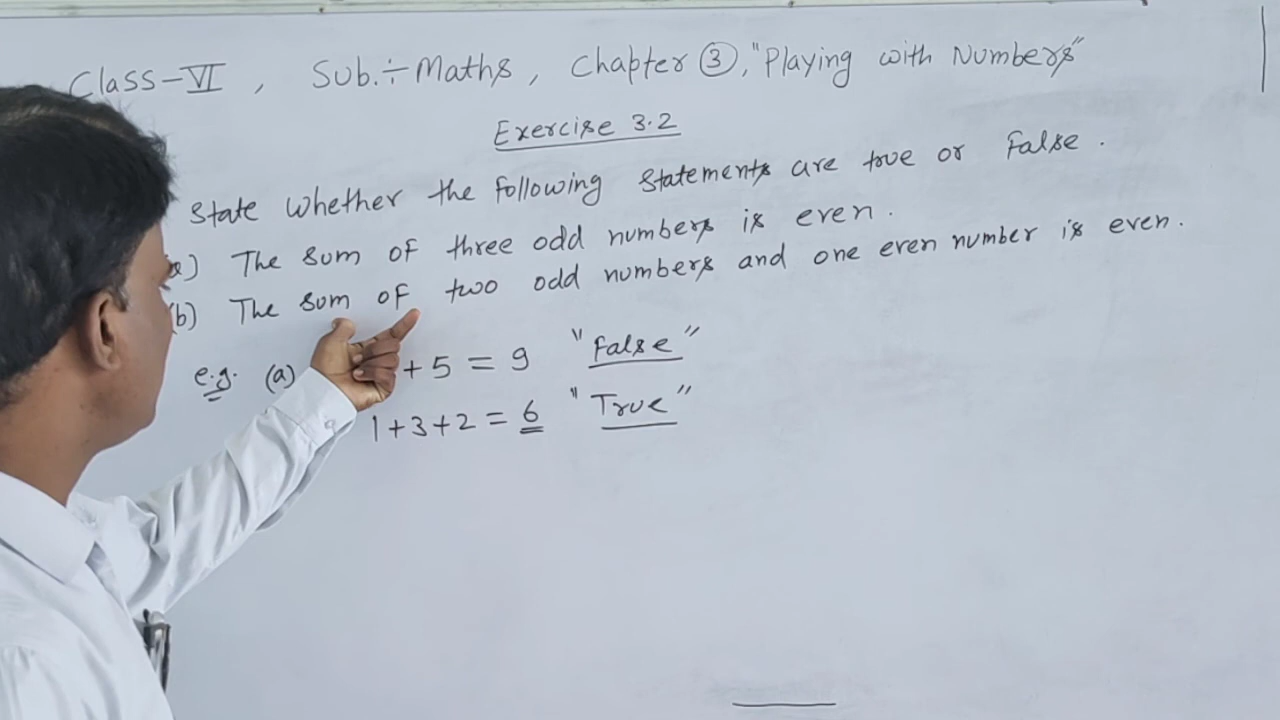 Class-VI , Sub.÷Maths , Chapter ③, "Playing with Numbers"
Exercise 3.2
State whether the following statements are true or False .
a) The sum of three odd numbers is even .
(b) The sum of two odd numbers and one even number is even .
e.g. (a) +5 = 9 "False"
1+3+2 = 6 "True"